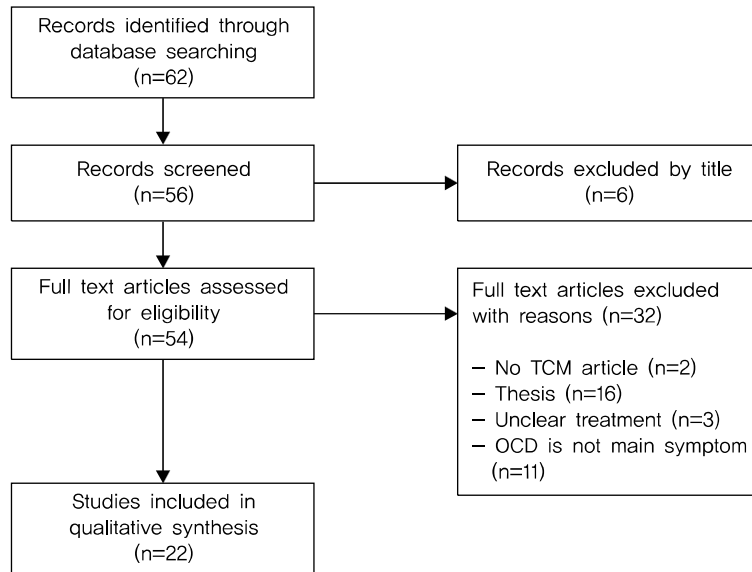 Records identified through
database searching
(n=62)
Records screened
(n=56)
Records excluded by title
(n=6)
Full text articles assessed
for eligibility
(n=54)
Full text articles excluded
with reasons (n=32)
– No TCM article (n=2)
– Thesis (n=16)
– Unclear treatment (n=3)
– OCD is not main symptom
(n=11)
Studies included in
qualitative synthesis
(n=22)